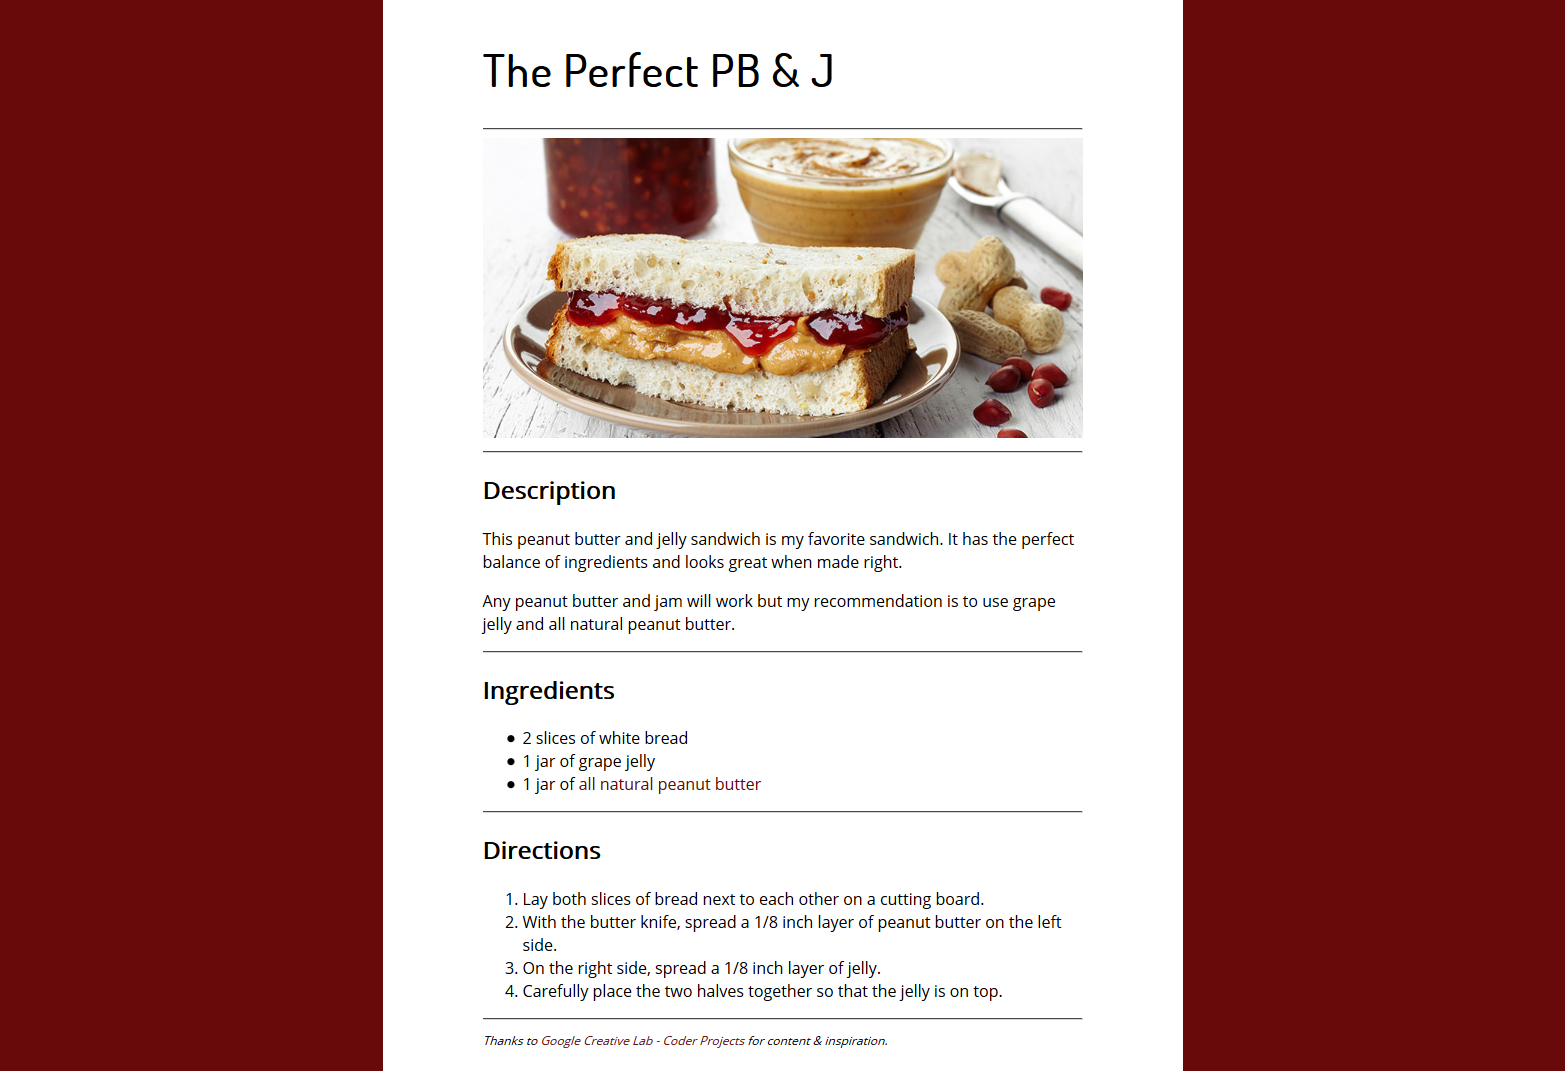 The Perfect PB & J
Description
This peanut butter and jelly sandwich is my favorite sandwich. It has the perfect
balance of ingredients and looks great when made right.
Any peanut butter and jam will work but my recommendation is to use grape
jelly and all natural peanut butter.
Ingredients
● 2 slices of white bread
● 1 jar of grape jelly
● 1 jar of all natural peanut butter
Directions
1. Lay both slices of bread next to each other on a cutting board.
2. With the butter knife, spread a 1/8 inch layer of peanut butter on the left
side.
3. On the right side, spread a 1/8 inch layer of jelly.
4. Carefully place the two halves together so that the jelly is on top.
Thanks to Google Creative Lab - Coder Projects for content & inspiration.